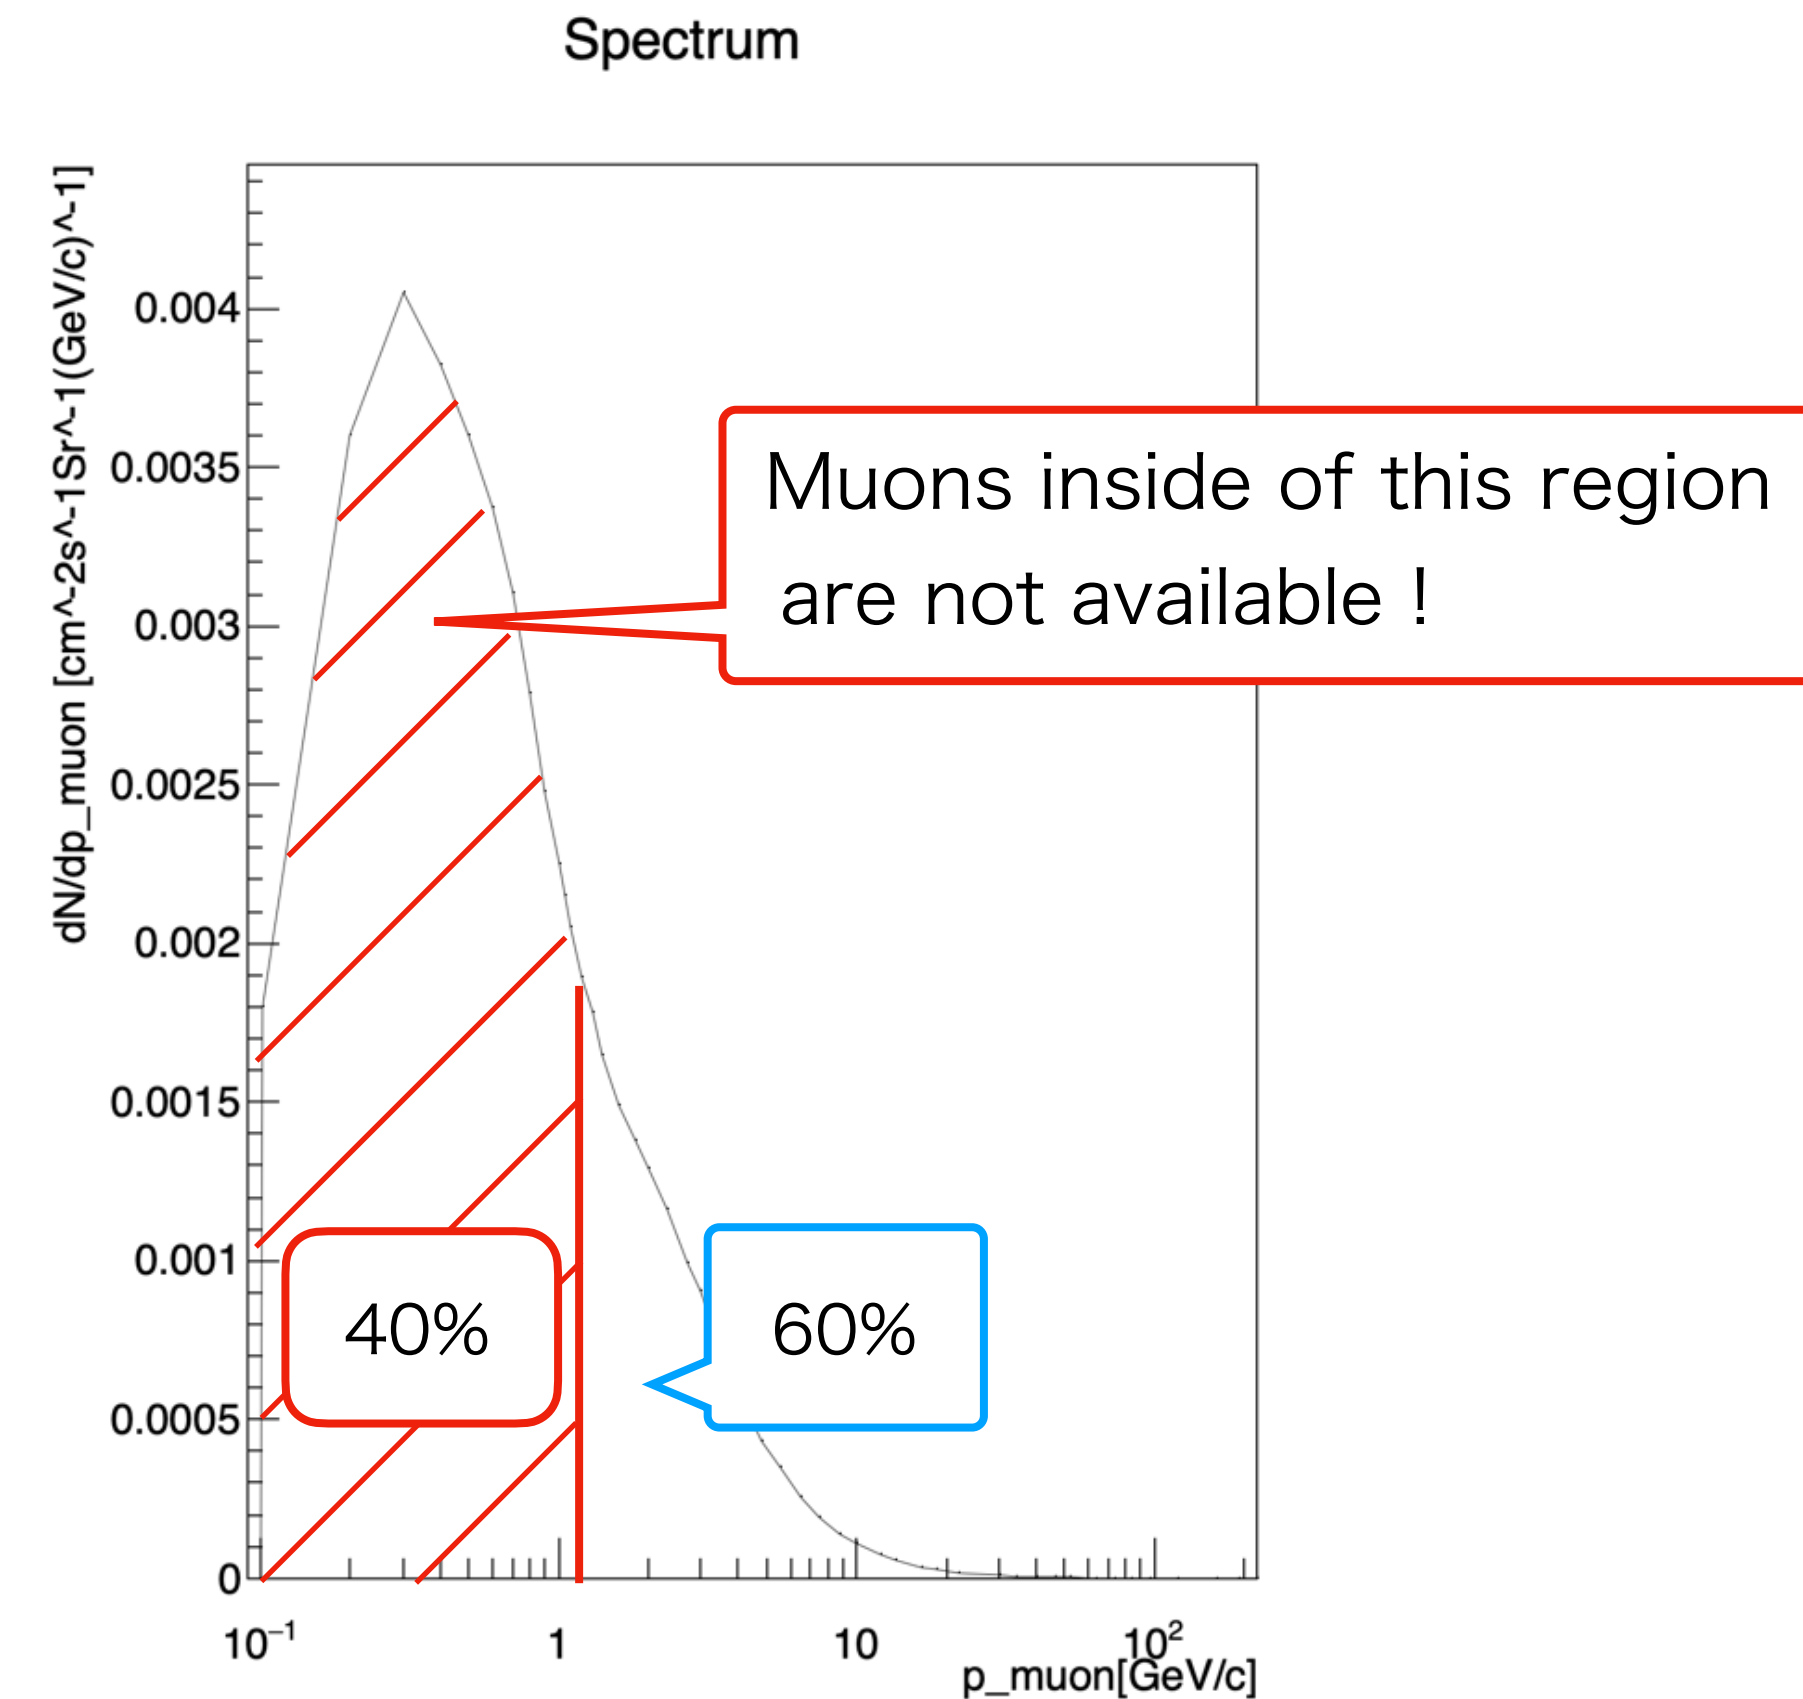 Spectrum
dN/dp_muon [cm^-2s^-1Sr^-1(GeV/c)^-1]
0.004
0.0035
0.003
0.0025
0.002
0.0015
0.001
0.0005
0
Muons inside of this region
are not available !
40%
60%
10⁻¹ 1 10 10²
p_muon[GeV/c]